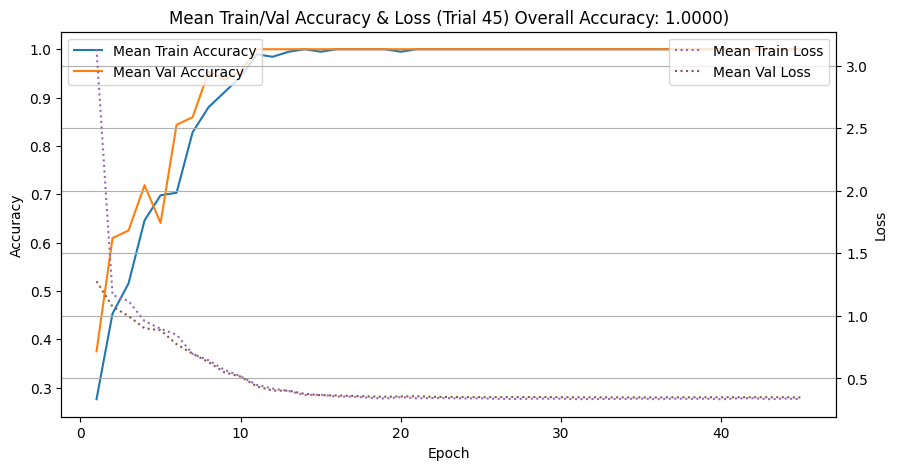 Mean Train/Val Accuracy & Loss (Trial 45) Overall Accuracy: 1.0000)
Mean Train Accuracy
Mean Val Accuracy
Mean Train Loss
Mean Val Loss
Accuracy
1.0
0.9
0.8
0.7
0.6
0.5
0.4
0.3
3.0
2.5
2.0
1.5
1.0
0.5
Loss
0
10
20
30
40
Epoch